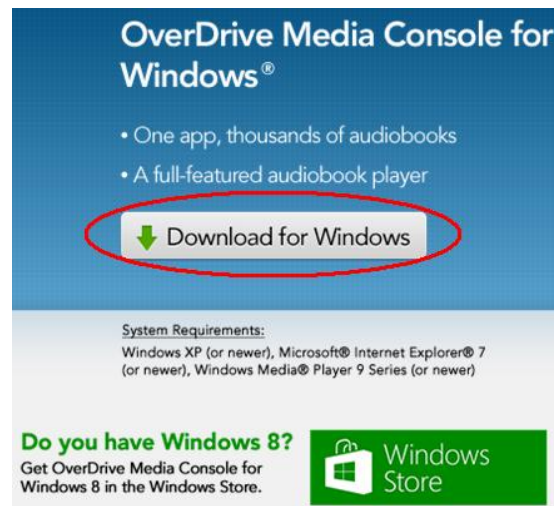 OverDrive Media Console for
Windows®
• One app, thousands of audiobooks
• A full-featured audiobook player
Download for Windows
System Requirements:
Windows XP (or newer), Microsoft® Internet Explorer® 7
(or newer), Windows Media® Player 9 Series (or newer)
Do you have Windows 8?
Get OverDrive Media Console for
Windows 8 in the Windows Store.
Windows
Store